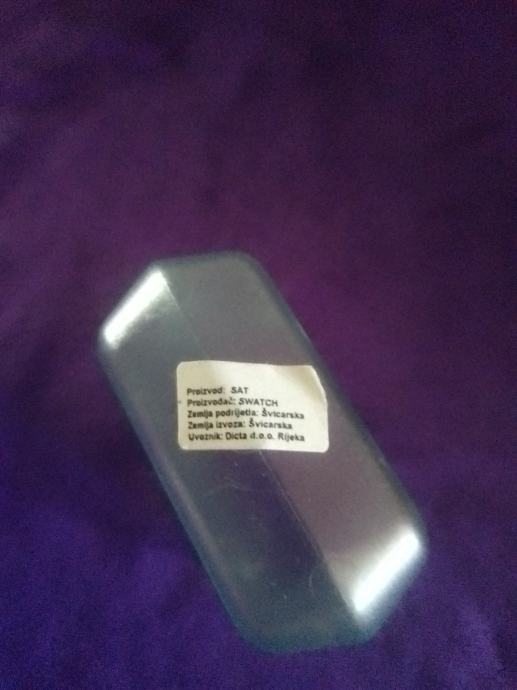 Proizvod: SAT
Proizvođač: SWATCH
Zemlja podrijetla: Švicarska
Zemlja izvoza: Švicarska
Uvoznik: Dicta d.o.o. Rijeka